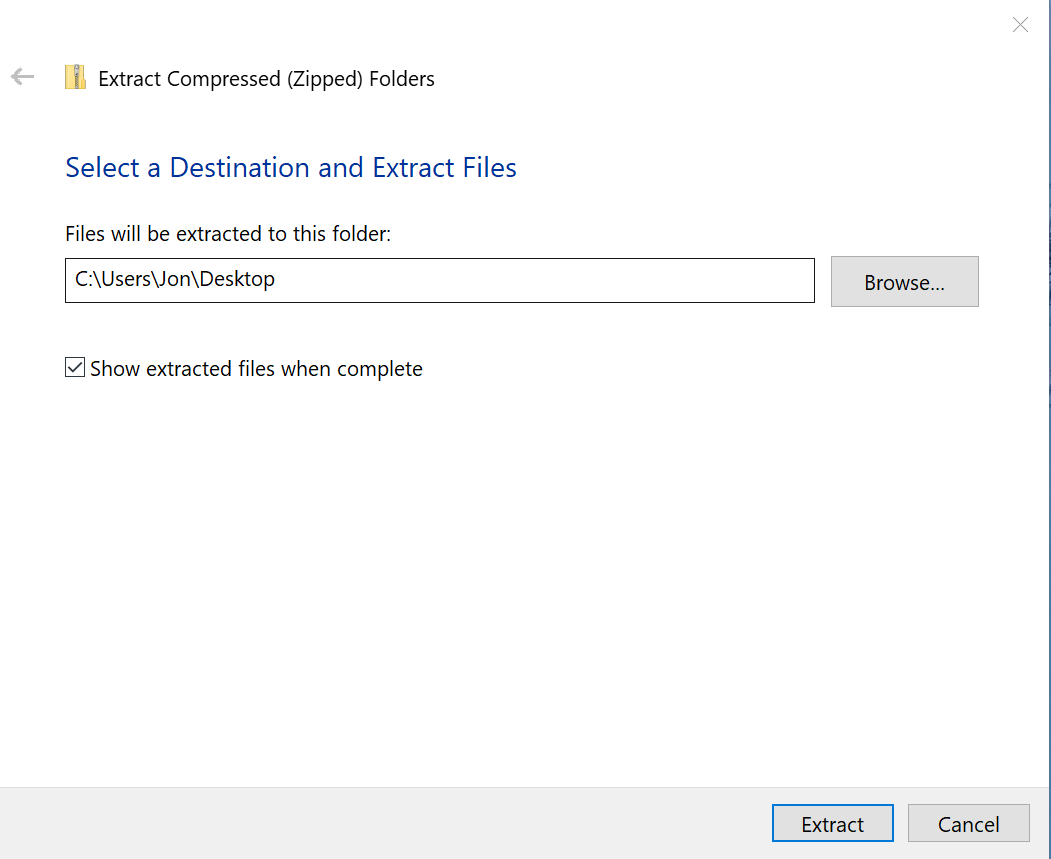 Extract Compressed (Zipped) Folders
Select a Destination and Extract Files
Files will be extracted to this folder:
C:\Users\Jon\Desktop
Browse...
Show extracted files when complete
Extract
Cancel